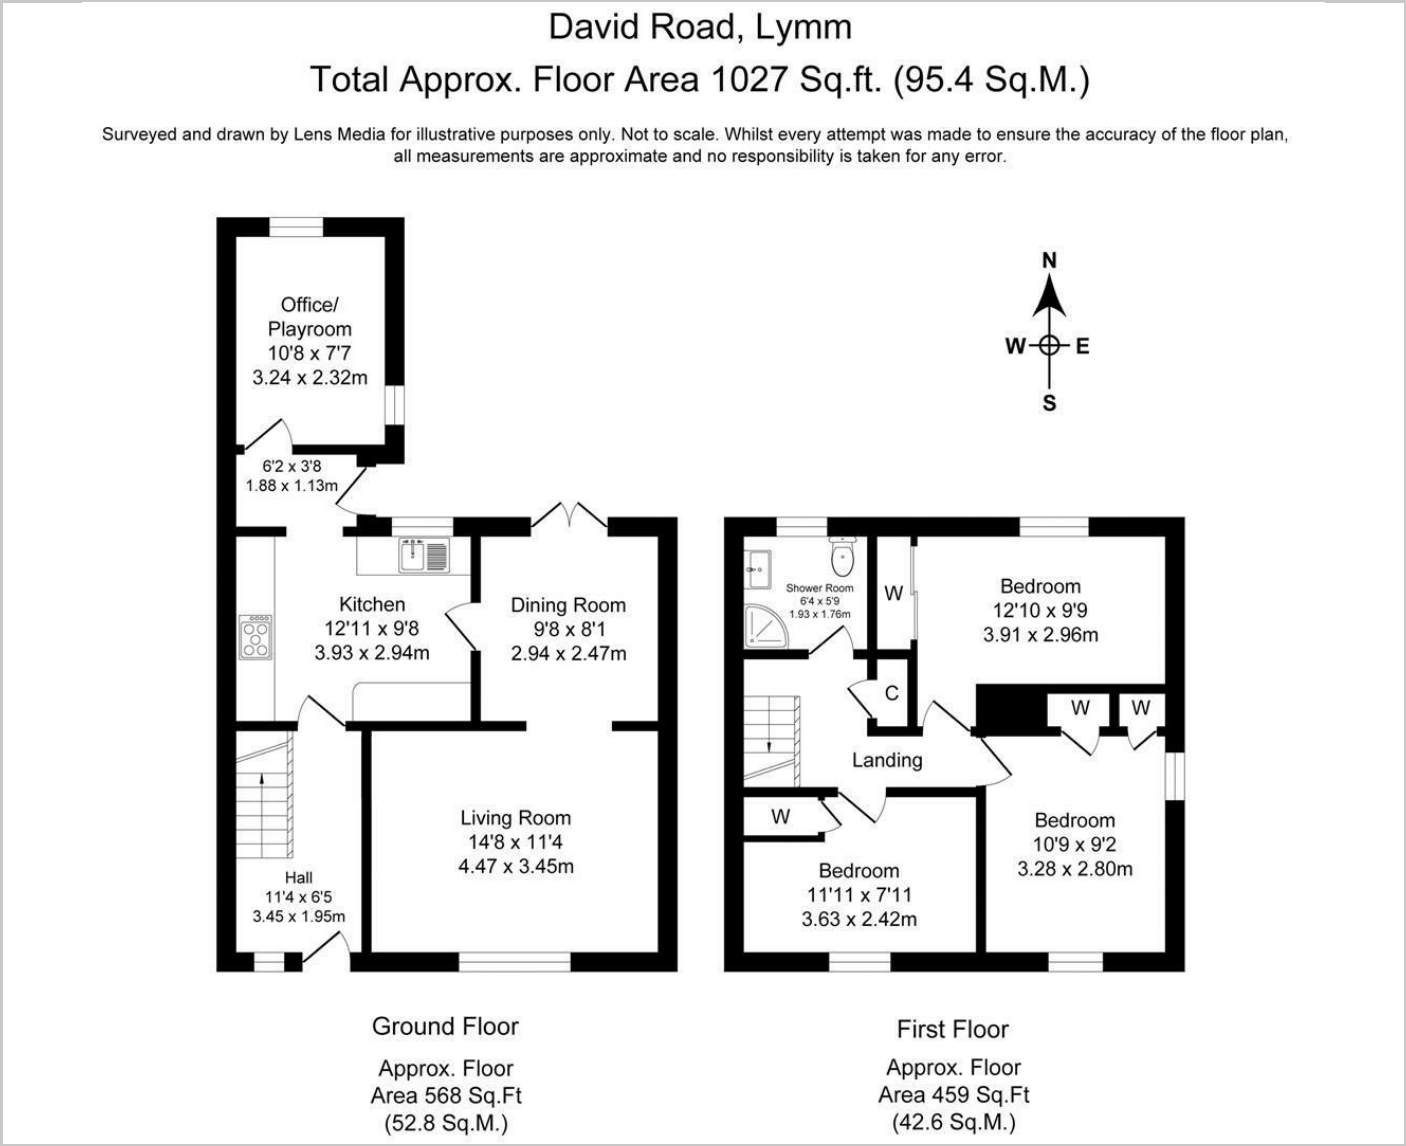 David Road, Lymm
Total Approx. Floor Area 1027 Sq.ft. (95.4 Sq.M.)
Surveyed and drawn by Lens Media for illustrative purposes only. Not to scale. Whilst every attempt was made to ensure the accuracy of the floor plan,
all measurements are approximate and no responsibility is taken for any error.
N
W E
S
Office/
Playroom
10'8 x 7'7
3.24 x 2.32m
6'2 x 3'8
1.88 x 1.13m
Kitchen
12'11 x 9'8
3.93 x 2.94m
Dining Room
9'8 x 8'1
2.94 x 2.47m
Living Room
14'8 x 11'4
4.47 x 3.45m
Hall
11'4 x 6'5
3.45 x 1.95m
Ground Floor
Approx. Floor
Area 568 Sq.Ft
(52.8 Sq.M.)
Shower Room
6'4 x 5'9
1.93 x 1.76m
W
Bedroom
12'10 x 9'9
3.91 x 2.96m
C
W
W
Landing
W
Bedroom
11'11 x 7'11
3.63 x 2.42m
Bedroom
10'9 x 9'2
3.28 x 2.80m
First Floor
Approx. Floor
Area 459 Sq.Ft
(42.6 Sq.M.)